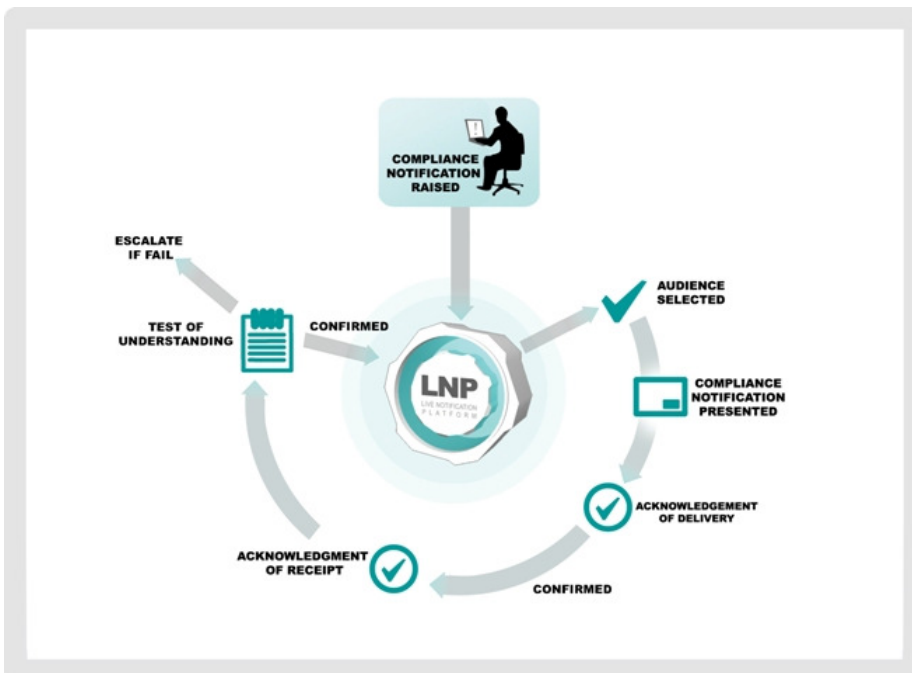 COMPLIANCE
NOTIFICATION
RAISED
ESCALATE
IF FAIL
AUDIENCE
SELECTED
TEST OF
UNDERSTANDING
CONFIRMED
LNP
LIVE NOTIFICATION
PLATFORM
COMPLIANCE
NOTIFICATION
PRESENTED
ACKNOWLEDGEMENT
OF DELIVERY
ACKNOWLEDGMENT
OF RECEIPT
CONFIRMED